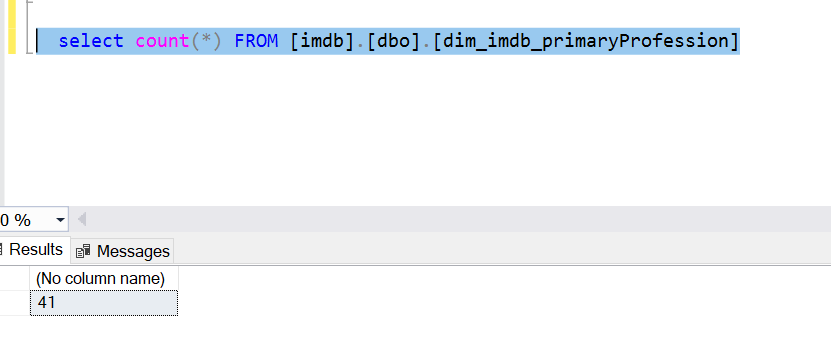 select count(*) FROM [imdb].[dbo].[dim_imdb_primaryProfession]
0 %
Results Messages
(No column name)
41